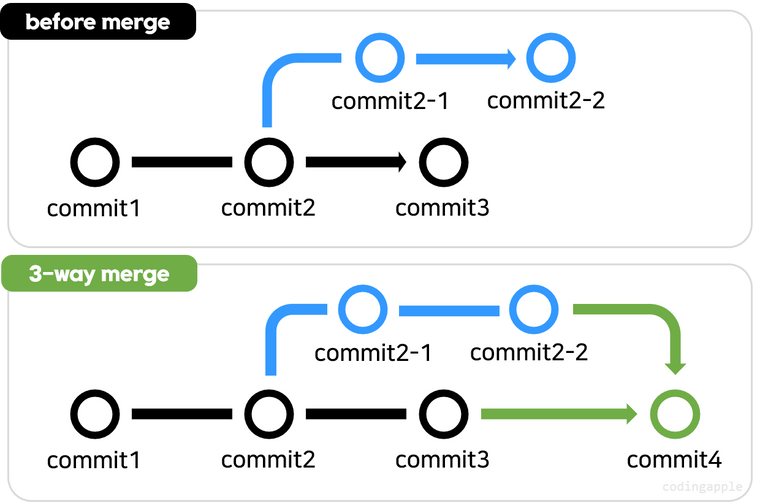 before merge
commit2-1 commit2-2
commit1 commit2 commit3
3-way merge
commit2-1 commit2-2
commit1 commit2 commit3 commit4
codingapple